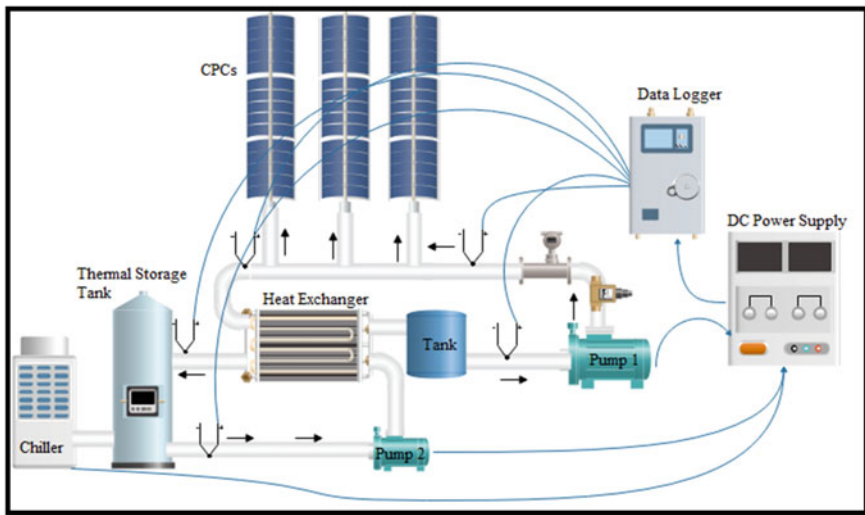 CPCs
Data Logger
DC Power Supply
Thermal Storage
Tank
Heat Exchanger
Tank
Pump 1
Chiller
Pump 2